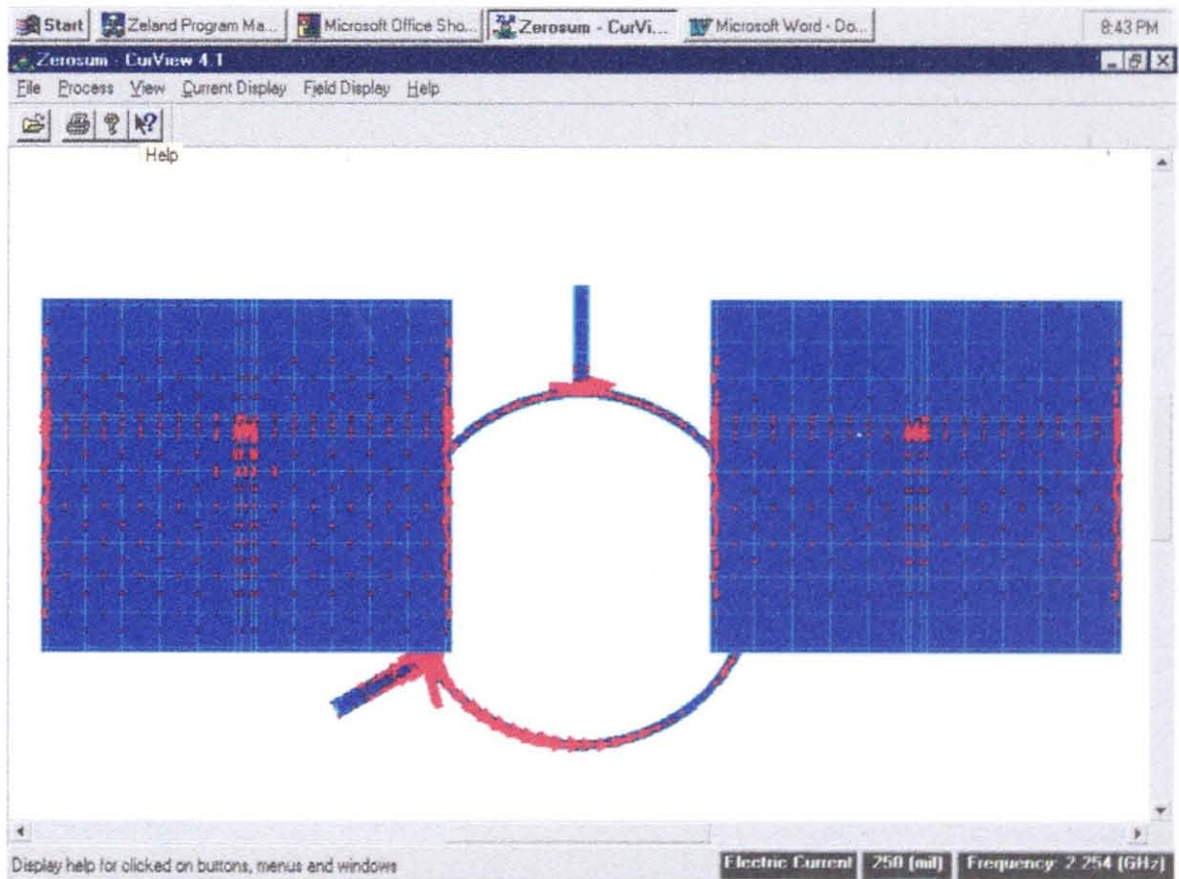 Start Zeland Program Ma... Microsoft Office Sho... Zerosum - CurVi... Microsoft Word - Do... 8:43 PM
Zerosum - CurView 4.1
File Process View Current Display Field Display Help
Help
Display help for clicked on buttons, menus and windows Electric Current 250 (mil) Frequency: 2.254 (GHz)